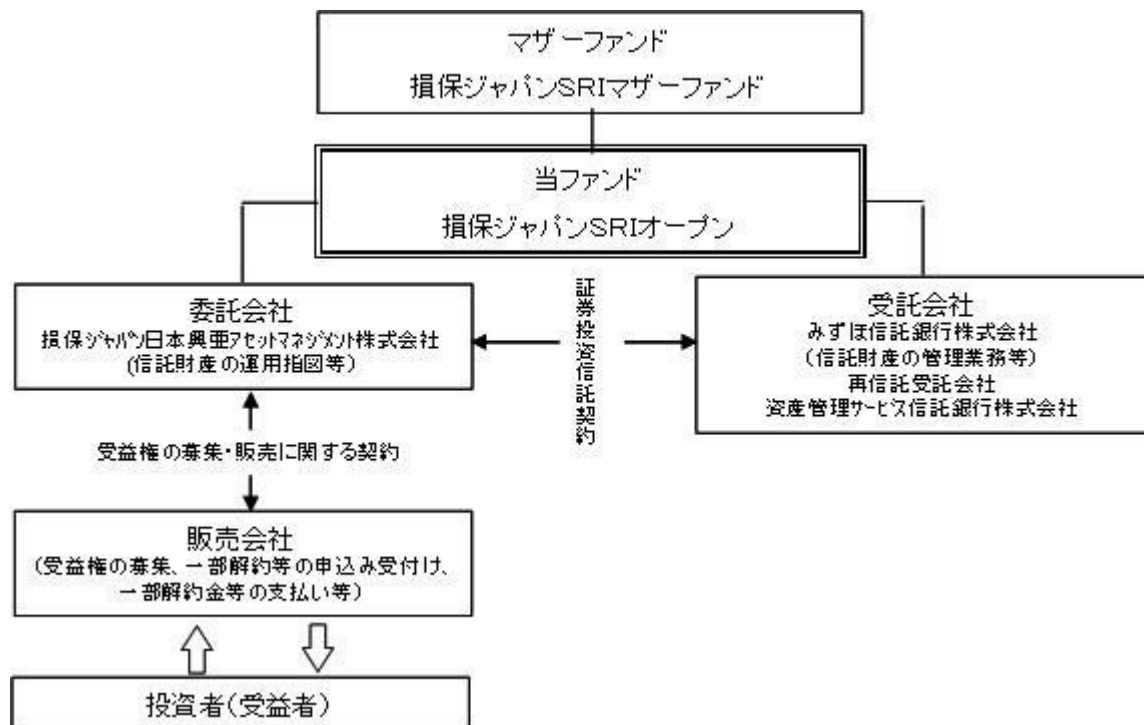 マザーファンド
損保ジャパンSRIマザーファンド
当ファンド
損保ジャパンSRIオープン
委託会社
損保ジャパン日本興亜アセットマネジメント株式会社
(信託財産の運用指図等)
証券投資信託契約
受託会社
みずほ信託銀行株式会社
(信託財産の管理業務等)
再信託受託会社
資産管理サービス信託銀行株式会社
受益権の募集・販売に関する契約
販売会社
(受益権の募集、一部解約等の申込み受付け、
一部解約金等の支払い等)
投資者(受益者)